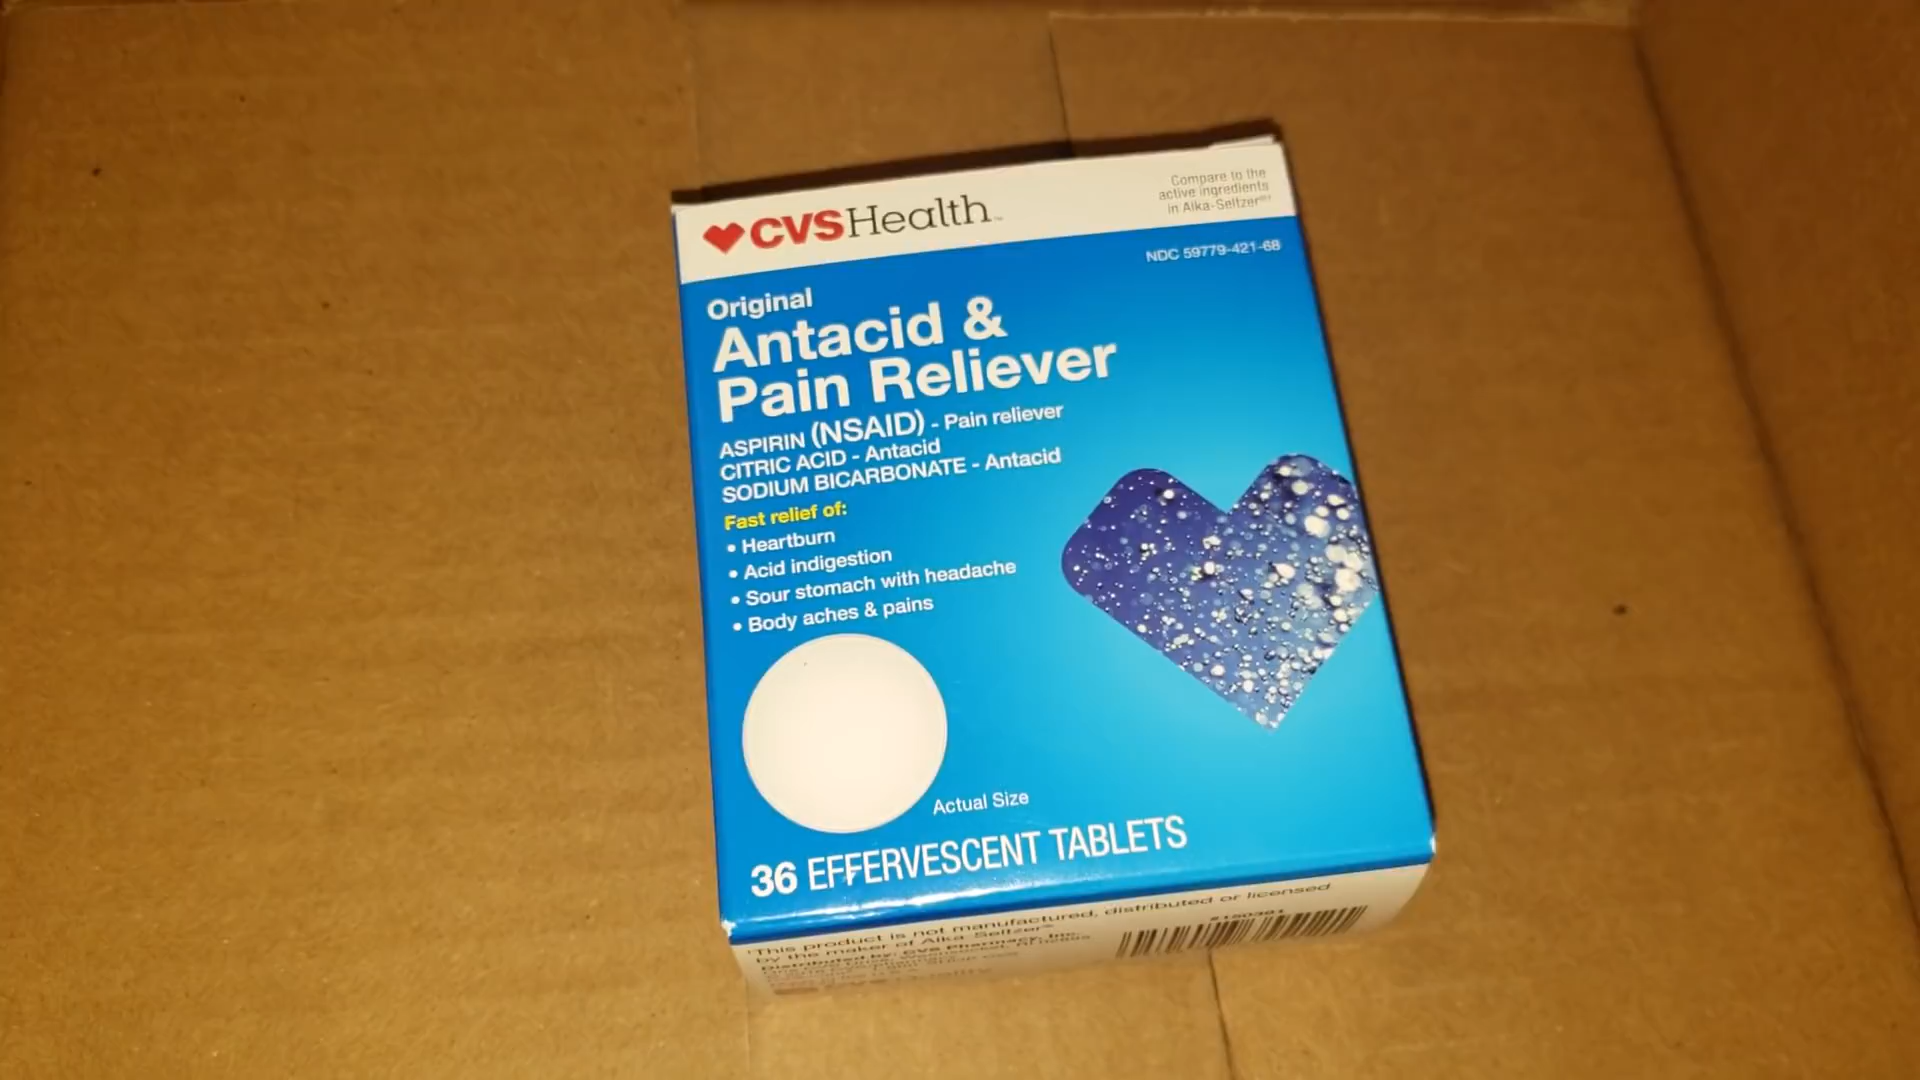 CVSHealth™
Compare to the
active ingredients
in Alka-Seltzer®†
NDC 59779-421-68
Original
Antacid &
Pain Reliever
ASPIRIN (NSAID) - Pain reliever
CITRIC ACID - Antacid
SODIUM BICARBONATE - Antacid
Fast relief of:
• Heartburn
• Acid indigestion
• Sour stomach with headache
• Body aches & pains
Actual Size
36 EFFERVESCENT TABLETS
This product is not manufactured, distributed or licensed
by the maker of Alka-Seltzer®
Distributed by: CVS Pharmacy, Inc.